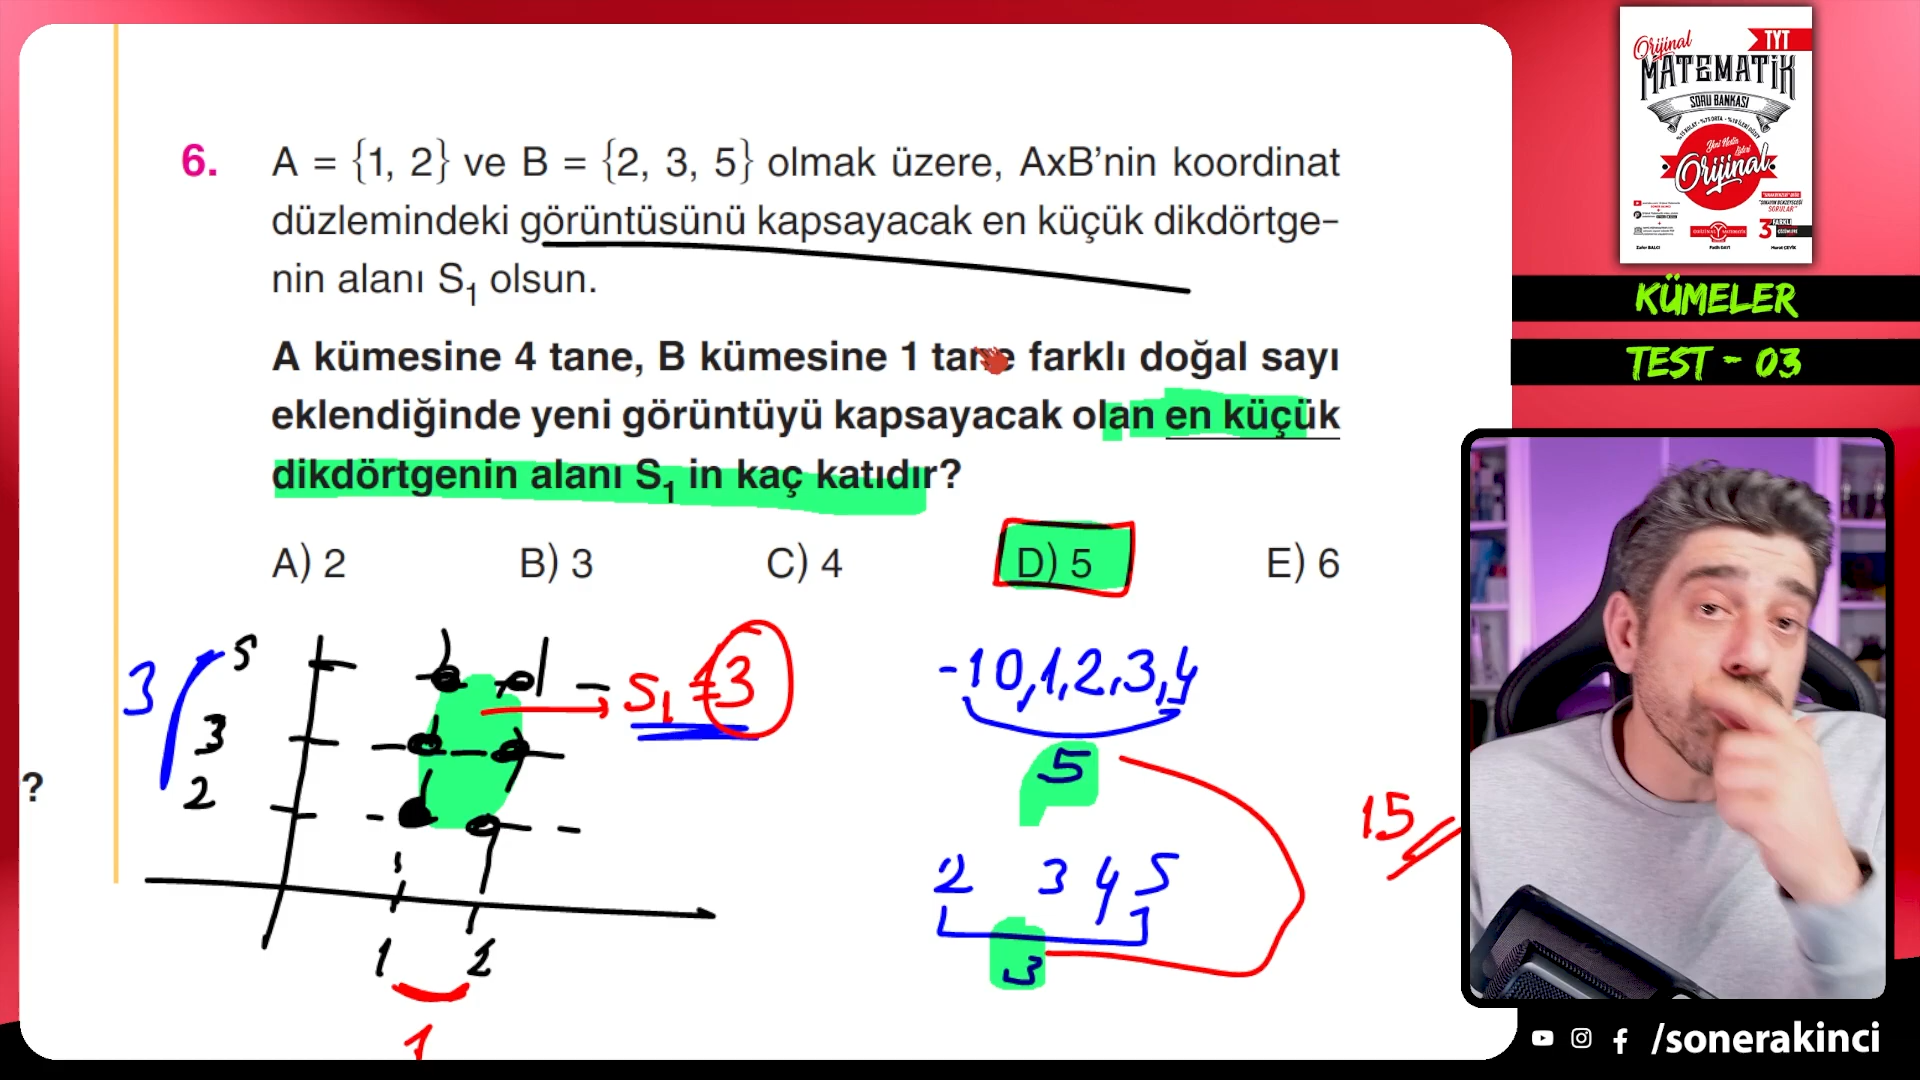 6. A = {1, 2} ve B = {2, 3, 5} olmak üzere, AxB'nin koordinat
düzlemindeki görüntüsünü kapsayacak en küçük dikdörtge-
nin alanı S₁ olsun.
A kümesine 4 tane, B kümesine 1 tane farklı doğal sayı
eklendiğinde yeni görüntüyü kapsayacak olan en küçük
dikdörtgenin alanı S₁ in kaç katıdır?
A) 2 B) 3 C) 4 D) 5 E) 6
?
3
5
3
2
1 2
1
S₁ = 3
-1 0, 1, 2, 3, 4
5
2 3 4 5
3
15
Orijinal
TYT
MATEMATİK
SORU BANKASI
Orijinal
Zafer BALCI
Murat ÇEVİK
KÜMELER
TEST - 03
/sonerakinci